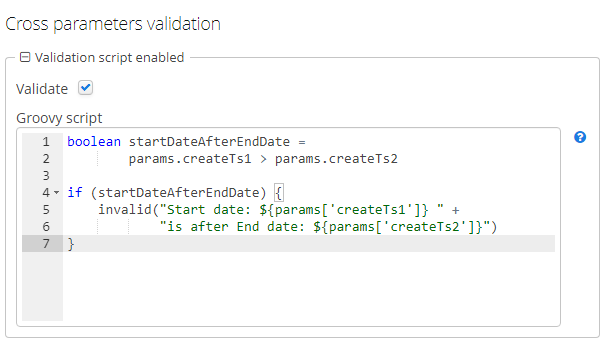 Cross parameters validation
Validation script enabled
Validate
Groovy script
1 boolean startDateAfterEndDate =
2 params.createTs1 > params.createTs2
3
4 if (startDateAfterEndDate) {
5 invalid("Start date: ${params['createTs1']} " +
6 "is after End date: ${params['createTs2']}")
7 }